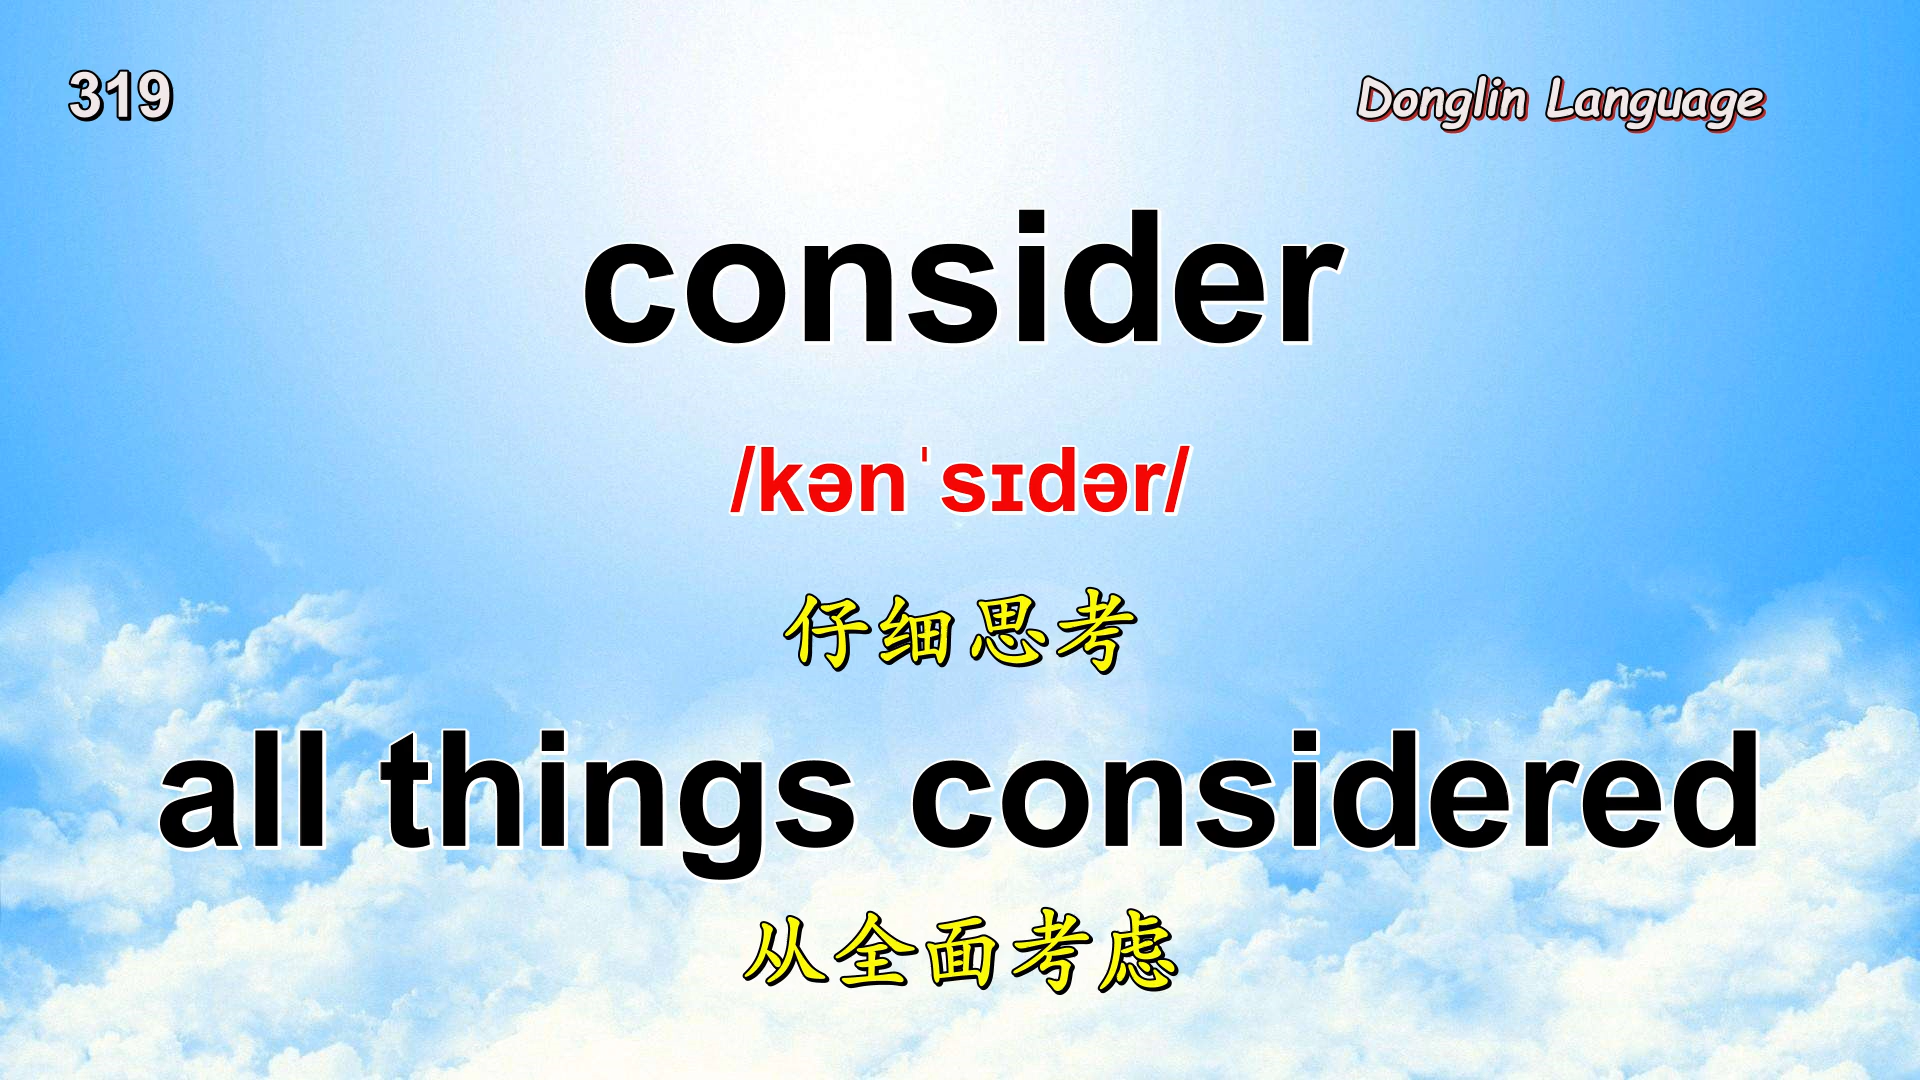 319
Donglin Language
consider
/kənˈsɪdər/
仔细思考
all things considered
从全面考虑